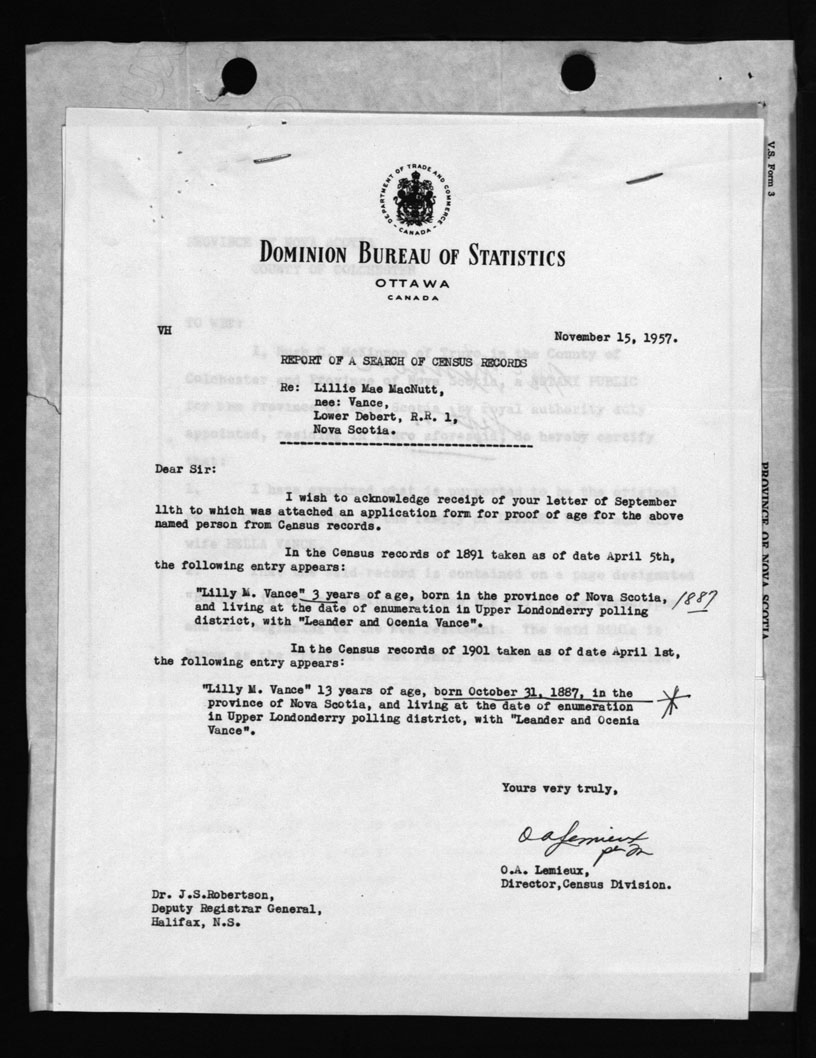 V.S. Form 3
DEPARTMENT OF TRADE AND COMMERCE
CANADA
DOMINION BUREAU OF STATISTICS
OTTAWA
CANADA
VH
November 15, 1957.
REPORT OF A SEARCH OF CENSUS RECORDS
Re: Lillie Mae MacNutt,
nee: Vance,
Lower Debert, R.R. 1,
Nova Scotia.
Dear Sir:
I wish to acknowledge receipt of your letter of September
11th to which was attached an application form for proof of age for the above
named person from Census records.
In the Census records of 1891 taken as of date April 5th,
the following entry appears:
"Lilly M. Vance" 3 years of age, born in the province of Nova Scotia, 1887
and living at the date of enumeration in Upper Londonderry polling
district, with "Leander and Ocenia Vance".
In the Census records of 1901 taken as of date April 1st,
the following entry appears:
"Lilly M. Vance" 13 years of age, born October 31, 1887, in the
province of Nova Scotia, and living at the date of enumeration
in Upper Londonderry polling district, with "Leander and Ocenia
Vance".
Yours very truly,
O A Lemieux
per
O.A. Lemieux,
Director,Census Division.
Dr. J.S.Robertson,
Deputy Registrar General,
Halifax, N.S.
PROVINCE OF NOVA SCOTIA